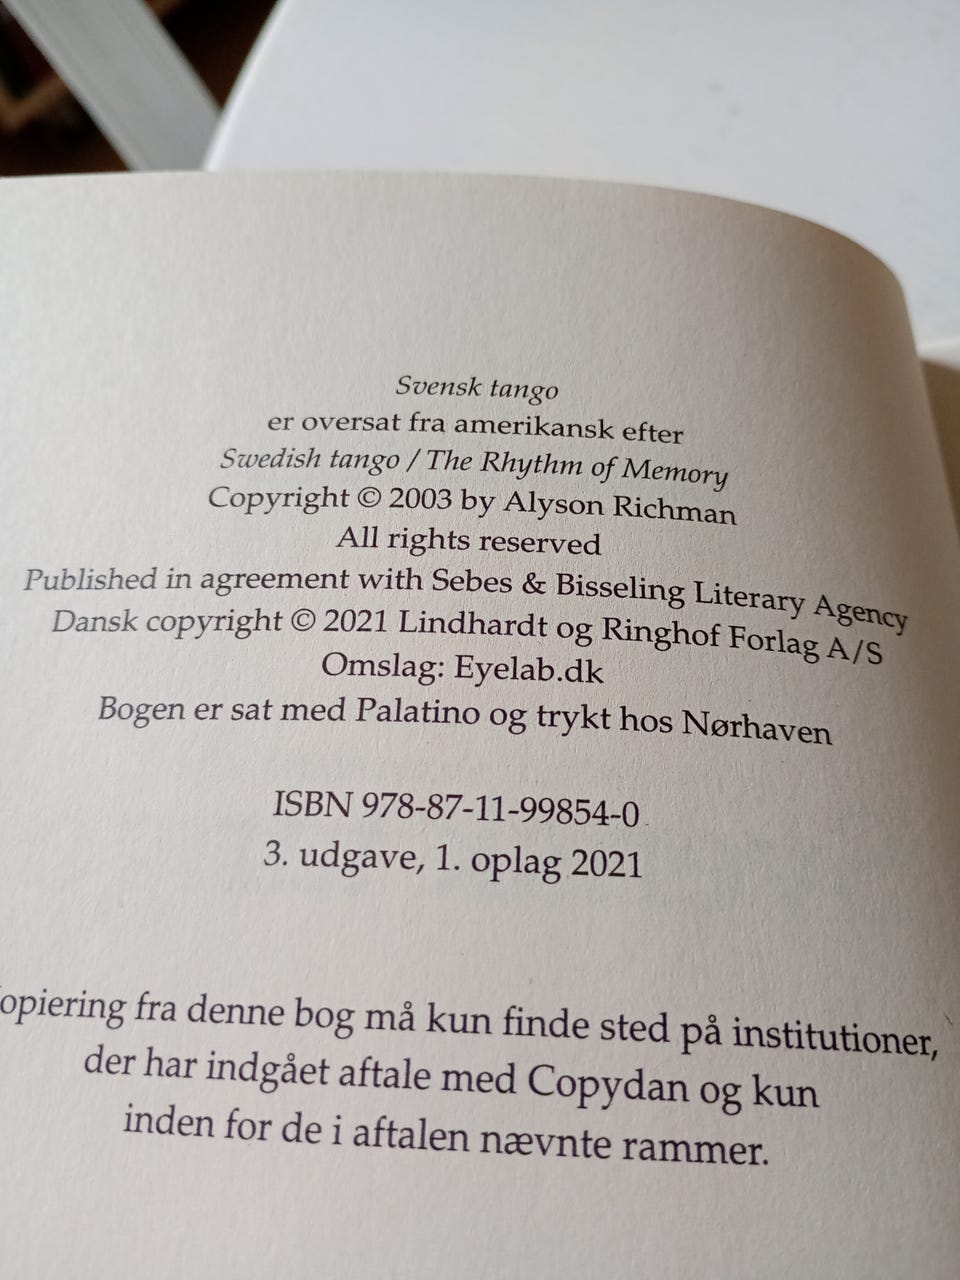 Svensk tango
er oversat fra amerikansk efter
Swedish tango / The Rhythm of Memory
Copyright © 2003 by Alyson Richman
All rights reserved
Published in agreement with Sebes & Bisseling Literary Agency
Dansk copyright © 2021 Lindhardt og Ringhof Forlag A/S
Omslag: Eyelab.dk
Bogen er sat med Palatino og trykt hos Nørhaven
ISBN 978-87-11-99854-0
3. udgave, 1. oplag 2021
opiering fra denne bog må kun finde sted på institutioner,
der har indgået aftale med Copydan og kun
inden for de i aftalen nævnte rammer.